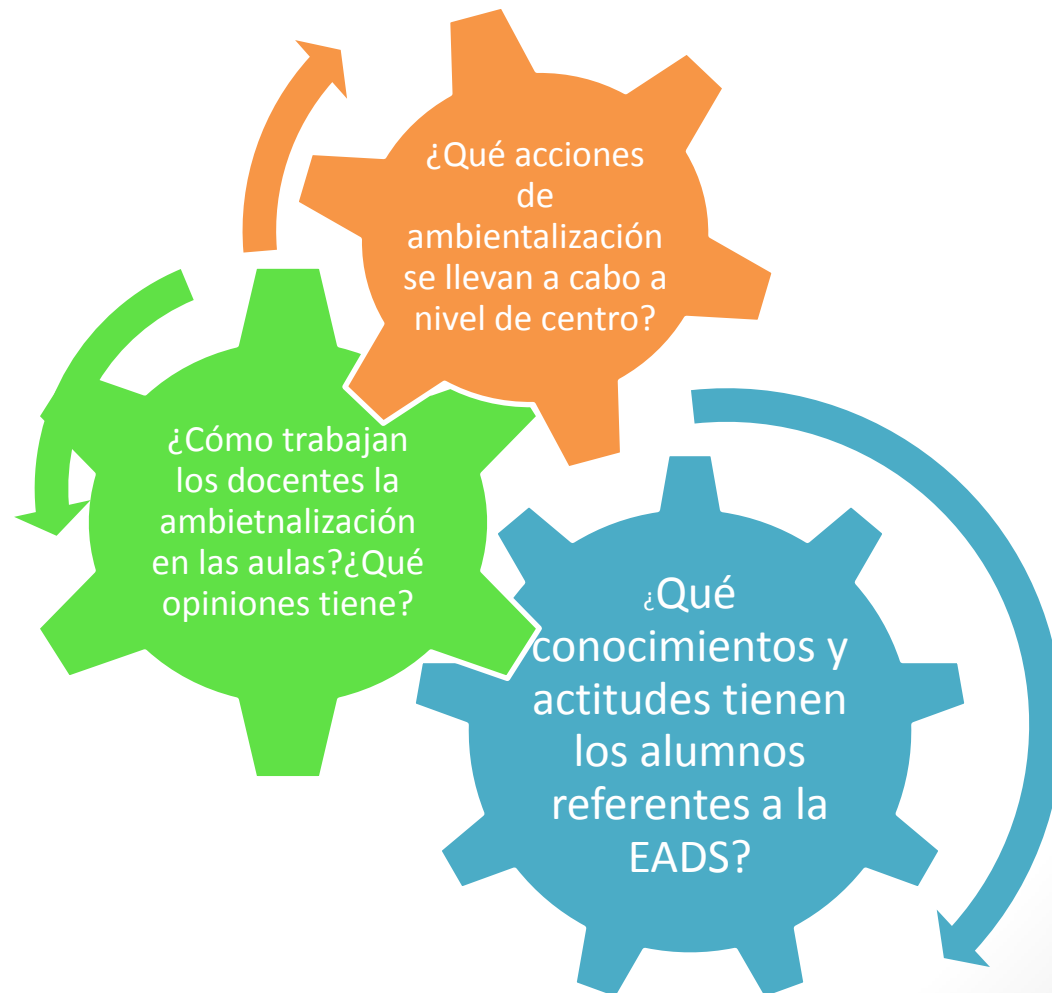 ¿Qué acciones
de
ambientalización
se llevan a cabo a
nivel de centro?
¿Cómo trabajan
los docentes la
ambietnalización
en las aulas?¿Qué
opiniones tiene?
¿Qué
conocimientos y
actitudes tienen
los alumnos
referentes a la
EADS?